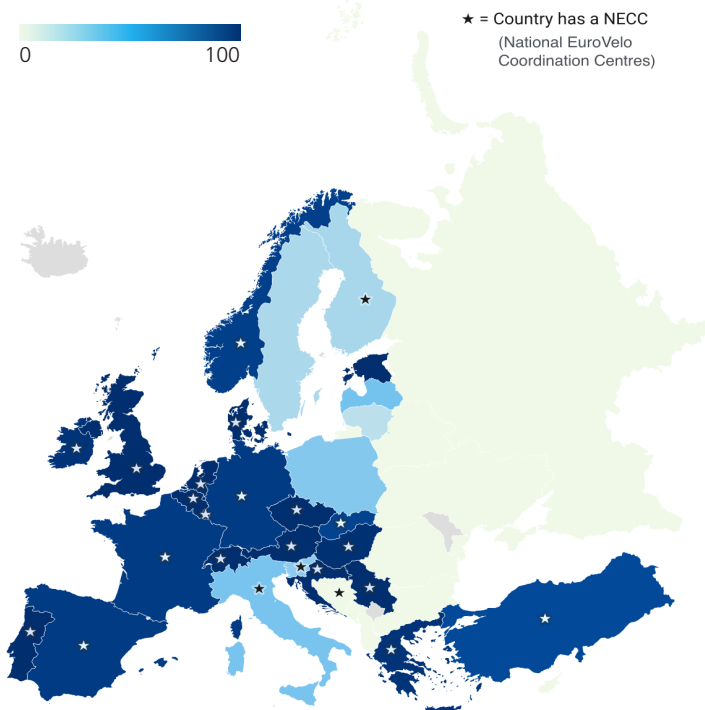 ★ = Country has a NECC
(National EuroVelo
Coordination Centres)
0 100